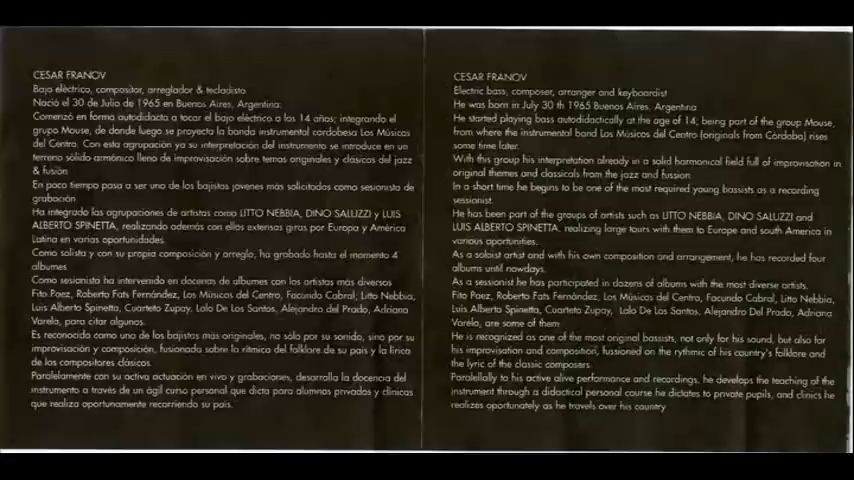 CESAR FRANOV
Bajo eléctrico, compositor, arreglador & tecladista
Nació el 30 de Julio de 1965 en Buenos Aires, Argentina.
Comenzó en forma autodidacta a tocar el bajo eléctrico a los 14 años; integrando el
grupo Mouse, de donde luego se proyecta la banda instrumental cordobesa Los Músicos
del Centro. Con esta agrupación ya su interpretación del instrumento se introduce en un
terreno sólido armónico lleno de improvisación sobre temas originales y clásicos del jazz
& fusión
En poco tiempo pasa a ser uno de los bajistas jovenes más solicitados como sesionista de
grabación
Ha integrado las agrupaciones de artistas como LITTO NEBBIA, DINO SALUZZI y LUIS
ALBERTO SPINETTA, realizando además con ellos extensas giras por Europa y América
Latina en varias oportunidades.
Como solista y con su propia composición y arreglo, ha grabado hasta el momento 4
albumes
Como sesionista ha intervenido en docenas de albumes con los artistas más diversos
Fito Paez, Roberto Fats Fernández, Los Músicos del Centro, Facundo Cabral, Litto Nebbia,
Luis Alberto Spinetta, Cuarteto Zupay, Lalo De Los Santos, Alejandro del Prado, Adriana
Varela, para citar algunos.
Es reconocido como uno de los bajistas más originales, no sólo por su sonido, sino por su
improvisación y composición, fusionada sobre la rítmica del folklore de su país y la lírica
de los compositores clásicos.
Paralelamente con su activa actuación en vivo y grabaciones, desarrolla la docencia del
instrumento a través de un ágil curso personal que dicta para alumnos privados y clínicas
que realiza oportunamente recorriendo su país.
CESAR FRANOV
Electric bass, composer, arranger and keyboardist
He was born in July 30 th 1965 Buenos Aires, Argentina
He started playing bass autodidactically at the age of 14; being part of the group Mouse,
from where the instrumental band Los Músicos del Centro (originals from Córdoba) rises
some time later.
With this group his interpretation already in a solid harmonical field full of improvisation in
original themes and classicals from the jazz and fussion
In a short time he begins to be one of the most required young bassists as a recording
sessionist.
He has been part of the groups of artists such as LITTO NEBBIA, DINO SALUZZI and
LUIS ALBERTO SPINETTA, realizing large tours with them to Europe and south America in
various oportunities.
As a soloist artist and with his own composition and arrangement, he has recorded four
albums until nowdays.
As a sessionist he has participated in dozens of albums with the most diverse artists.
Fito Paez, Roberto Fats Fernández, Los Músicos del Centro, Facundo Cabral, Litto Nebbia,
Luis Alberto Spinetta, Cuarteto Zupay, Lalo De Los Santos, Alejandro Del Prado, Adriana
Varela, are some of them
He is recognized as one of the most original bassists, not only for his sound, but also for
his improvisation and composition, fussioned on the rythmic of his country's folklore and
the lyric of the classic composers.
Paralellally to his active alive performance and recordings, he develops the teaching of the
instrument through a didactical personal course he dictates to private pupils, and clinics he
realizes oportunately as he travels over his country